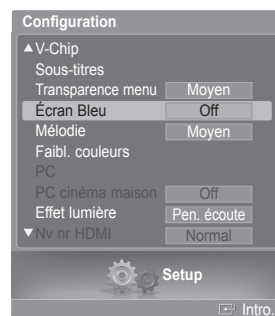 Configuration
▲ V-Chip
Sous-titres
Transparence menu Moyen
Écran Bleu Off
Mélodie Moyen
Faibl. couleurs
PC
PC cinéma maison Off
Effet lumière Pen. écoute
▼ Nv nr HDMI Normal
Setup
Intro.